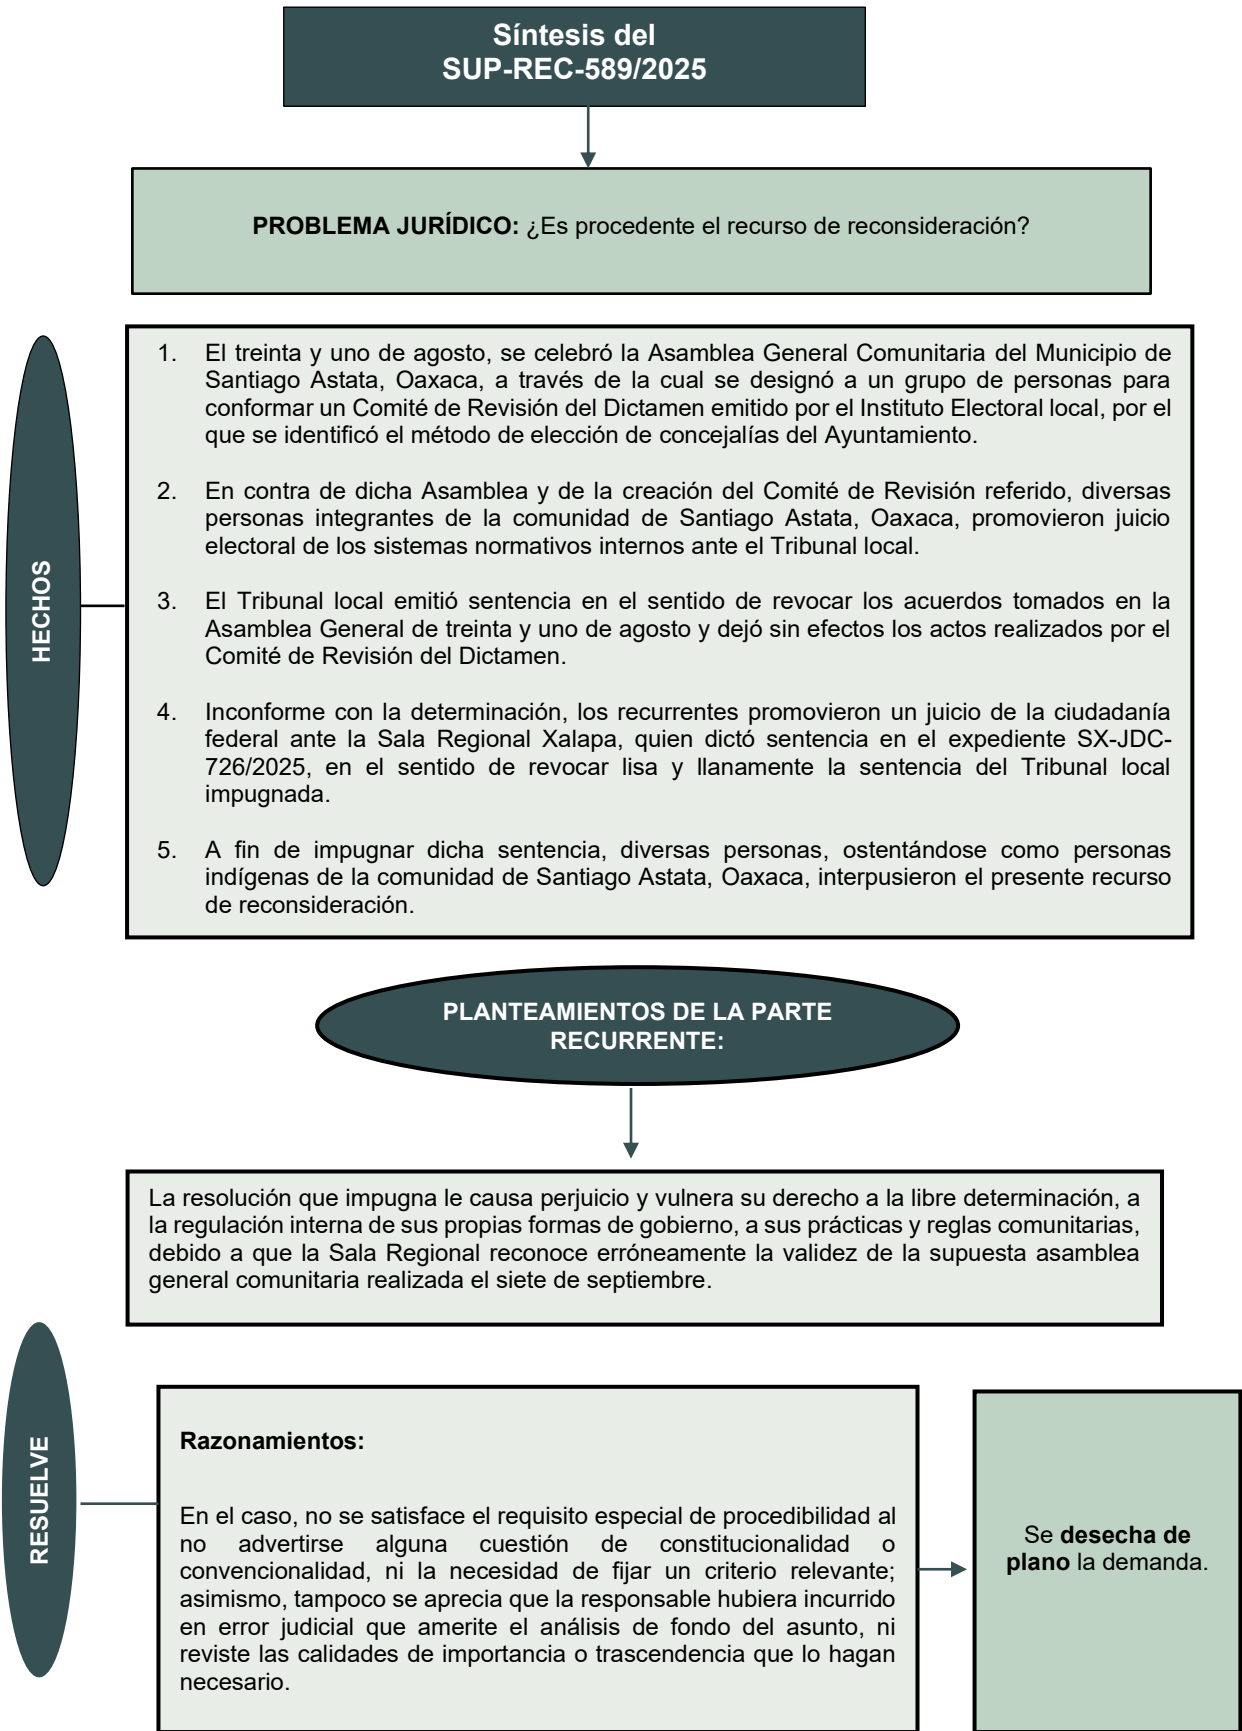 Síntesis del
SUP-REC-589/2025
PROBLEMA JURÍDICO: ¿Es procedente el recurso de reconsideración?
HECHOS
1. El treinta y uno de agosto, se celebró la Asamblea General Comunitaria del Municipio de
Santiago Astata, Oaxaca, a través de la cual se designó a un grupo de personas para
conformar un Comité de Revisión del Dictamen emitido por el Instituto Electoral local, por el
que se identificó el método de elección de concejalías del Ayuntamiento.
2. En contra de dicha Asamblea y de la creación del Comité de Revisión referido, diversas
personas integrantes de la comunidad de Santiago Astata, Oaxaca, promovieron juicio
electoral de los sistemas normativos internos ante el Tribunal local.
3. El Tribunal local emitió sentencia en el sentido de revocar los acuerdos tomados en la
Asamblea General de treinta y uno de agosto y dejó sin efectos los actos realizados por el
Comité de Revisión del Dictamen.
4. Inconforme con la determinación, los recurrentes promovieron un juicio de la ciudadanía
federal ante la Sala Regional Xalapa, quien dictó sentencia en el expediente SX-JDC-
726/2025, en el sentido de revocar lisa y llanamente la sentencia del Tribunal local
impugnada.
5. A fin de impugnar dicha sentencia, diversas personas, ostentándose como personas
indígenas de la comunidad de Santiago Astata, Oaxaca, interpusieron el presente recurso
de reconsideración.
PLANTEAMIENTOS DE LA PARTE
RECURRENTE:
La resolución que impugna le causa perjuicio y vulnera su derecho a la libre determinación, a
la regulación interna de sus propias formas de gobierno, a sus prácticas y reglas comunitarias,
debido a que la Sala Regional reconoce erróneamente la validez de la supuesta asamblea
general comunitaria realizada el siete de septiembre.
RESUELVE
Razonamientos:
En el caso, no se satisface el requisito especial de procedibilidad al
no advertirse alguna cuestión de constitucionalidad o
convencionalidad, ni la necesidad de fijar un criterio relevante;
asimismo, tampoco se aprecia que la responsable hubiera incurrido
en error judicial que amerite el análisis de fondo del asunto, ni
reviste las calidades de importancia o trascendencia que lo hagan
necesario.
Se desecha de
plano la demanda.